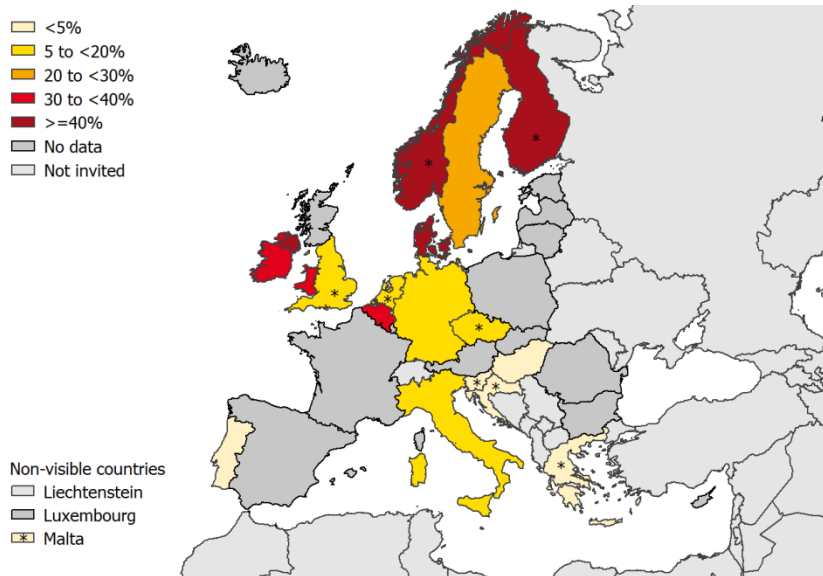 <5%
5 to <20%
20 to <30%
30 to <40%
>=40%
No data
Not invited
Non-visible countries
Liechtenstein
Luxembourg
* Malta